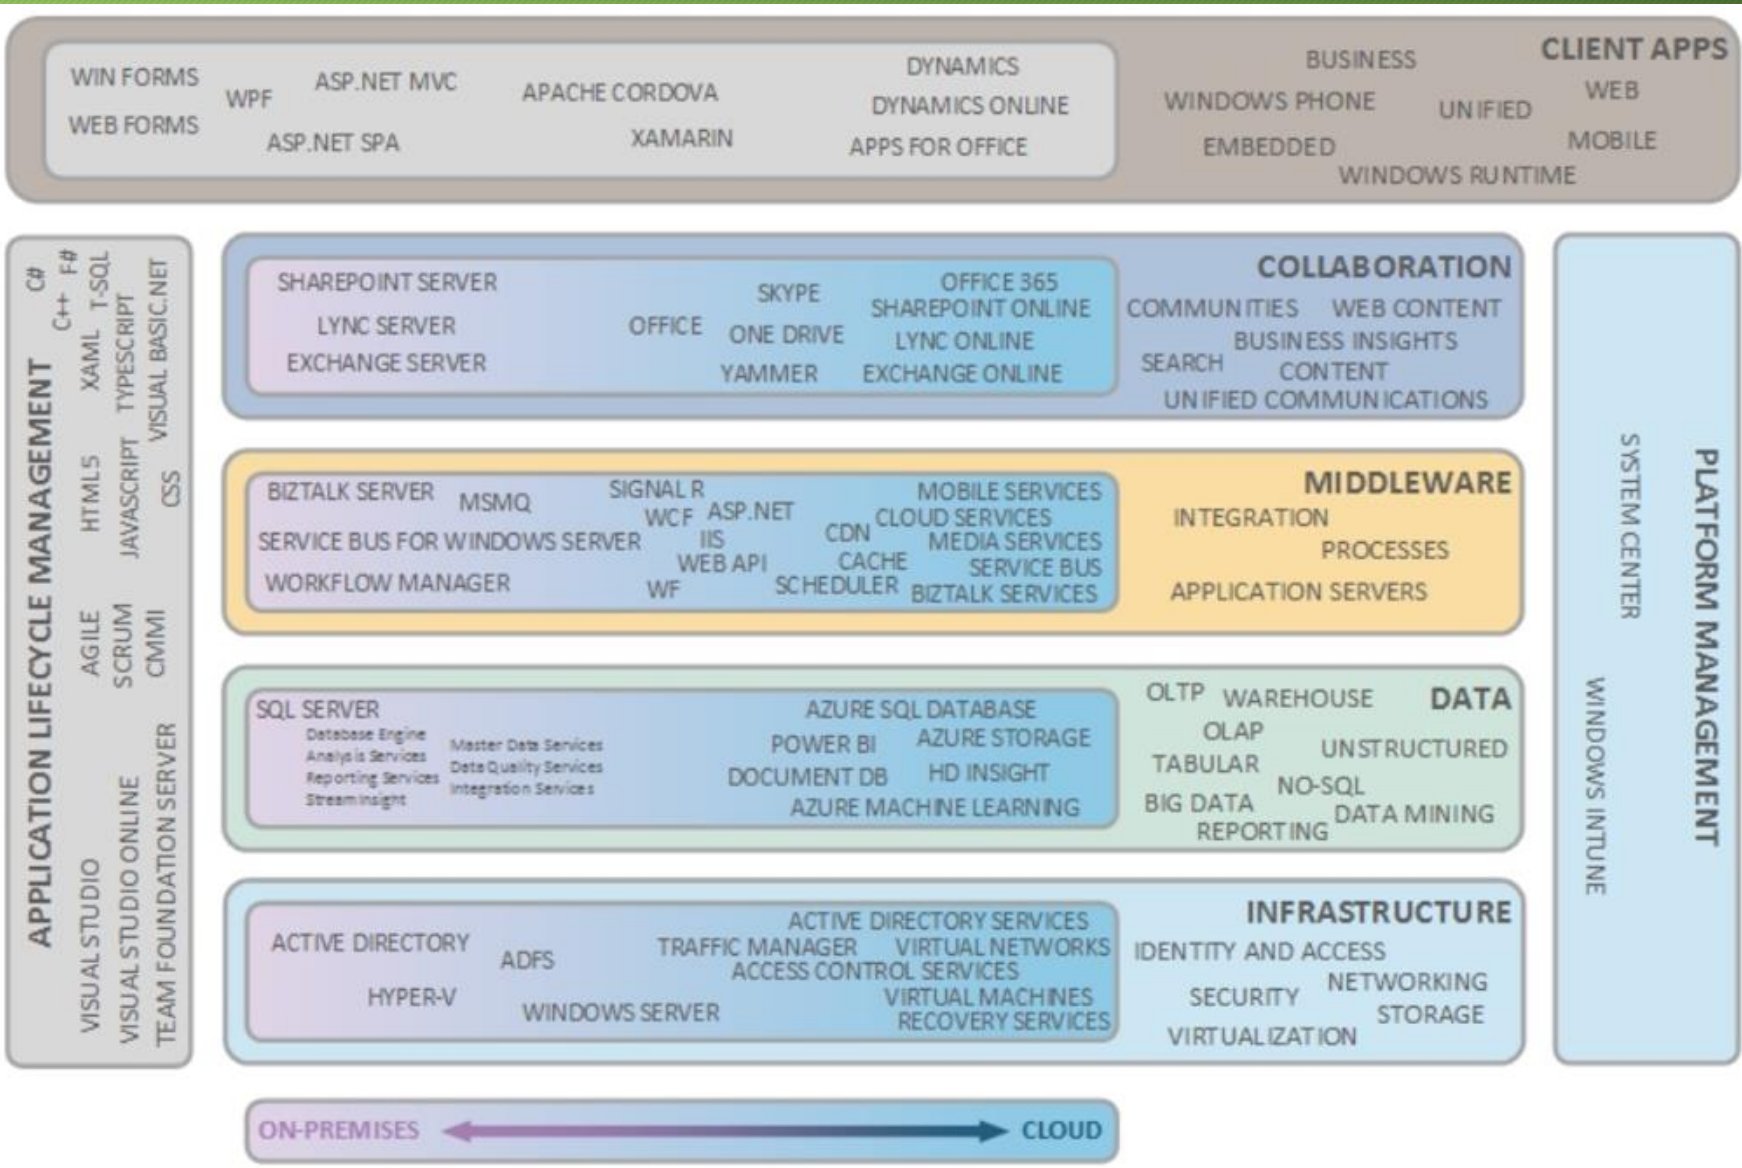 CLIENT APPS
WIN FORMS
WEB FORMS
WPF
ASP.NET MVC
ASP.NET SPA
APACHE CORDOVA
XAMARIN
DYNAMICS
DYNAMICS ONLINE
APPS FOR OFFICE
BUSINESS
WEB
WINDOWS PHONE
UNIFIED
EMBEDDED
MOBILE
WINDOWS RUNTIME
APPLICATION LIFECYCLE MANAGEMENT
C#
C++
F#
XAML
T-SQL
TYPESCRIPT
VISUAL BASIC.NET
HTML5
JAVASCRIPT
CSS
AGILE
SCRUM
CMMI
VISUAL STUDIO
VISUAL STUDIO ONLINE
TEAM FOUNDATION SERVER
COLLABORATION
SHAREPOINT SERVER
LYNC SERVER
EXCHANGE SERVER
OFFICE
SKYPE
ONE DRIVE
YAMMER
OFFICE 365
SHAREPOINT ONLINE
LYNC ONLINE
EXCHANGE ONLINE
COMMUNITIES
WEB CONTENT
BUSINESS INSIGHTS
SEARCH
CONTENT
UNIFIED COMMUNICATIONS
MIDDLEWARE
BIZTALK SERVER
MSMQ
SERVICE BUS FOR WINDOWS SERVER
WORKFLOW MANAGER
SIGNAL R
WCF
ASP.NET
IIS
WEB API
WF
CDN
CACHE
SCHEDULER
MOBILE SERVICES
CLOUD SERVICES
MEDIA SERVICES
SERVICE BUS
BIZTALK SERVICES
INTEGRATION
PROCESSES
APPLICATION SERVERS
DATA
SQL SERVER
Database Engine
Analysis Services
Reporting Services
StreamInsight
Master Data Services
Data Quality Services
Integration Services
AZURE SQL DATABASE
POWER BI
AZURE STORAGE
DOCUMENT DB
HD INSIGHT
AZURE MACHINE LEARNING
OLTP
WAREHOUSE
OLAP
UNSTRUCTURED
TABULAR
NO-SQL
BIG DATA
DATA MINING
REPORTING
INFRASTRUCTURE
ACTIVE DIRECTORY
ADFS
HYPER-V
WINDOWS SERVER
ACTIVE DIRECTORY SERVICES
TRAFFIC MANAGER
VIRTUAL NETWORKS
ACCESS CONTROL SERVICES
VIRTUAL MACHINES
RECOVERY SERVICES
IDENTITY AND ACCESS
NETWORKING
SECURITY
STORAGE
VIRTUALIZATION
PLATFORM MANAGEMENT
SYSTEM CENTER
WINDOWS INTUNE
ON-PREMISES
CLOUD